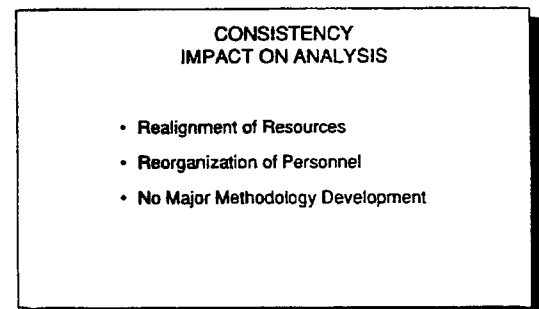 CONSISTENCY
IMPACT ON ANALYSIS
• Realignment of Resources
• Reorganization of Personnel
• No Major Methodology Development